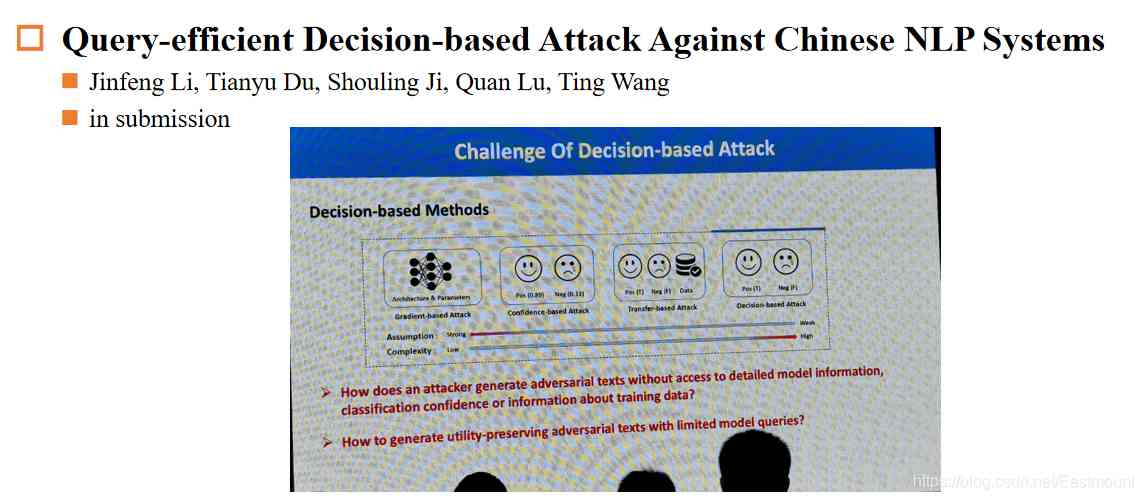 Query-efficient Decision-based Attack Against Chinese NLP Systems
Jinfeng Li, Tianyu Du, Shouling Ji, Quan Lu, Ting Wang
in submission
Challenge Of Decision-based Attack
Decision-based Methods
Architecture & Parameters
Pos (0.89) Neg (0.11)
Pos (T) Neg (F) Data
Pos (T) Neg (F)
Gradient-based Attack
Confidence-based Attack
Transfer-based Attack
Decision-based Attack
Assumption : Strong Weak
Complexity : Low High
How does an attacker generate adversarial texts without access to detailed model information,
classification confidence or information about training data?
How to generate utility-preserving adversarial texts with limited model queries?
https://blog.csdn.net/Eastmount